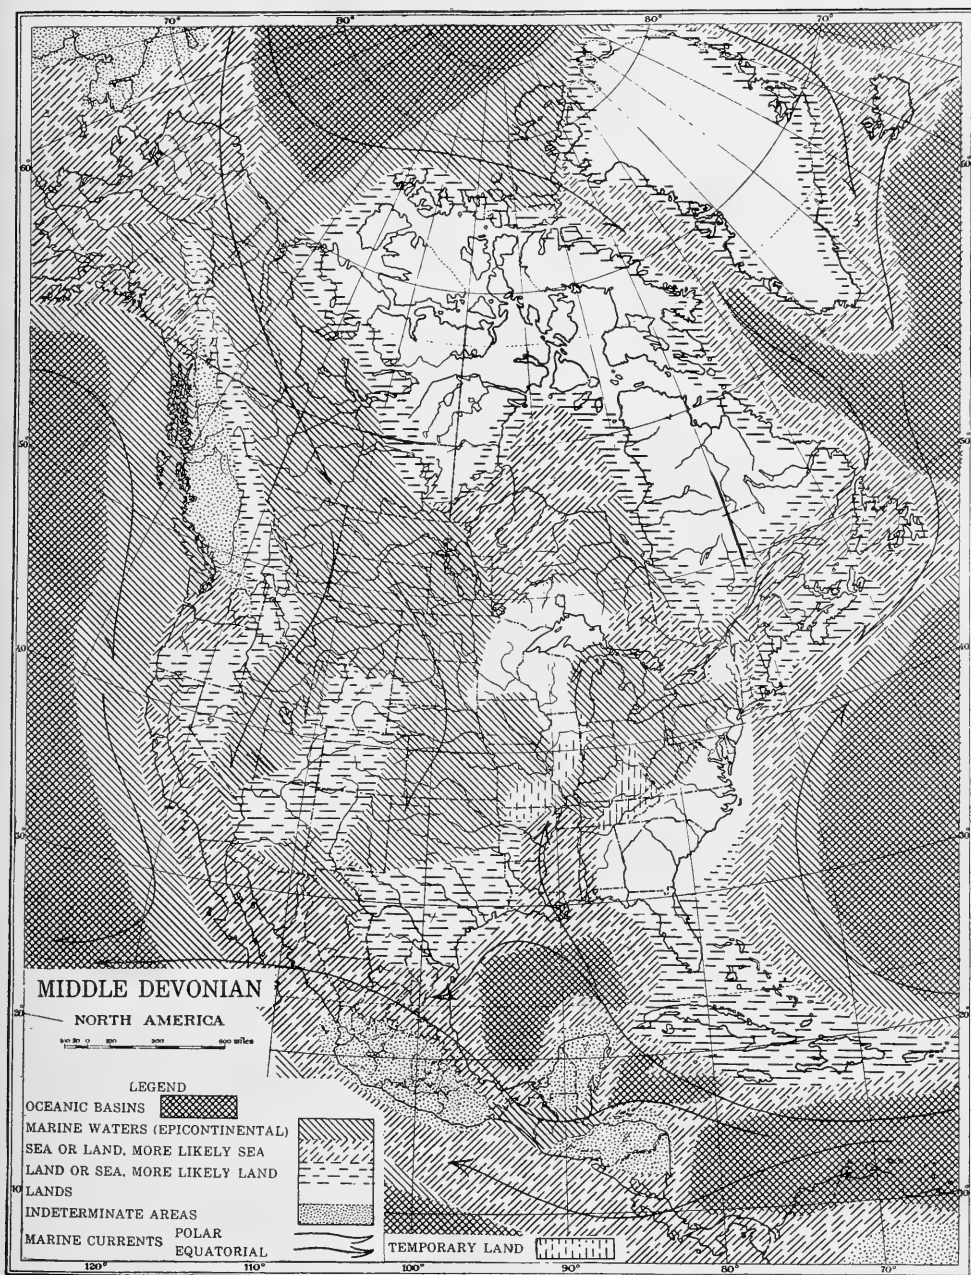 70°
80°
80°
70°
60
60
50
50°
40
40
30
30
20
20
10
10
MIDDLE DEVONIAN
NORTH AMERICA
600 miles
LEGEND
OCEANIC BASINS
MARINE WATERS (EPICONTINENTAL)
SEA OR LAND, MORE LIKELY SEA
LAND OR SEA, MORE LIKELY LAND
LANDS
INDETERMINATE AREAS
MARINE CURRENTS POLAR
EQUATORIAL
TEMPORARY LAND
120°
110°
100°
90°
80°
70°